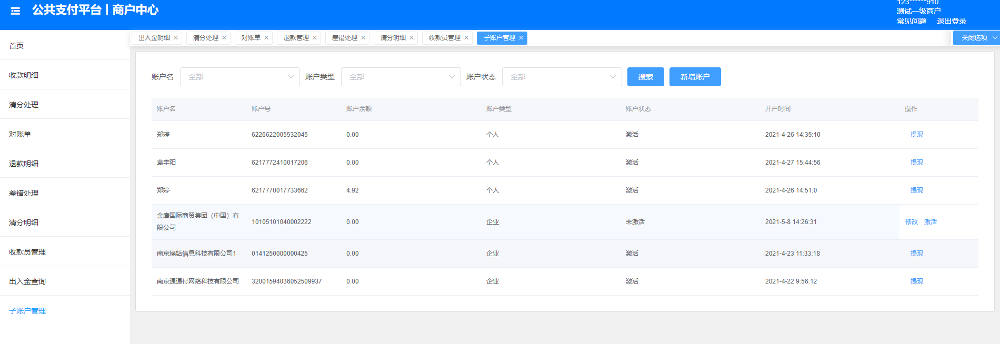 公共支付平台 | 商户中心
123******910
测试一级商户
常见问题 退出登录
出入金明细 × 清分处理 × 对账单 × 退款管理 × 差错处理 × 清分明细 × 收款员管理 × 子账户管理 ×
关闭选项
首页
收款明细
清分处理
对账单
退款明细
差错处理
清分明细
收款员管理
出入金查询
子账户管理
账户名 全部 账户类型 全部 账户状态 全部 搜索 新增账户
账户名 账户号 账户余额 账户类型 账户状态 开户时间 操作
郑婷 6226622005532045 0.00 个人 激活 2021-4-26 14:35:10 提现
葛宇阳 6217772410017206 0.00 个人 激活 2021-4-27 15:44:56 提现
郑婷 6217770017733662 4.92 个人 激活 2021-4-26 14:51:0 提现
金鹰国际商贸集团（中国）有
限公司 10105101040002222 0.00 企业 未激活 2021-5-8 14:26:31 修改 激活
南京绿钻信息科技有限公司1 0141250000000425 0.00 企业 激活 2021-4-23 11:33:18 提现
南京通通付网络科技有限公司 32001594036052509937 0.00 企业 激活 2021-4-22 9:56:12 提现